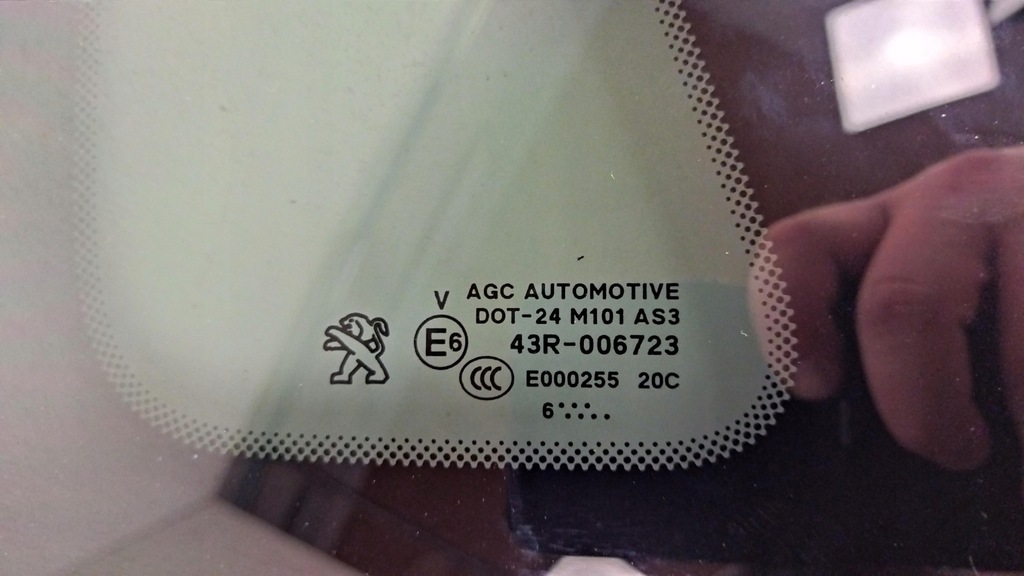 AGC AUTOMOTIVE
V
DOT-24 M101 AS3
E6 43R-006723
CCC E000255 20C
6